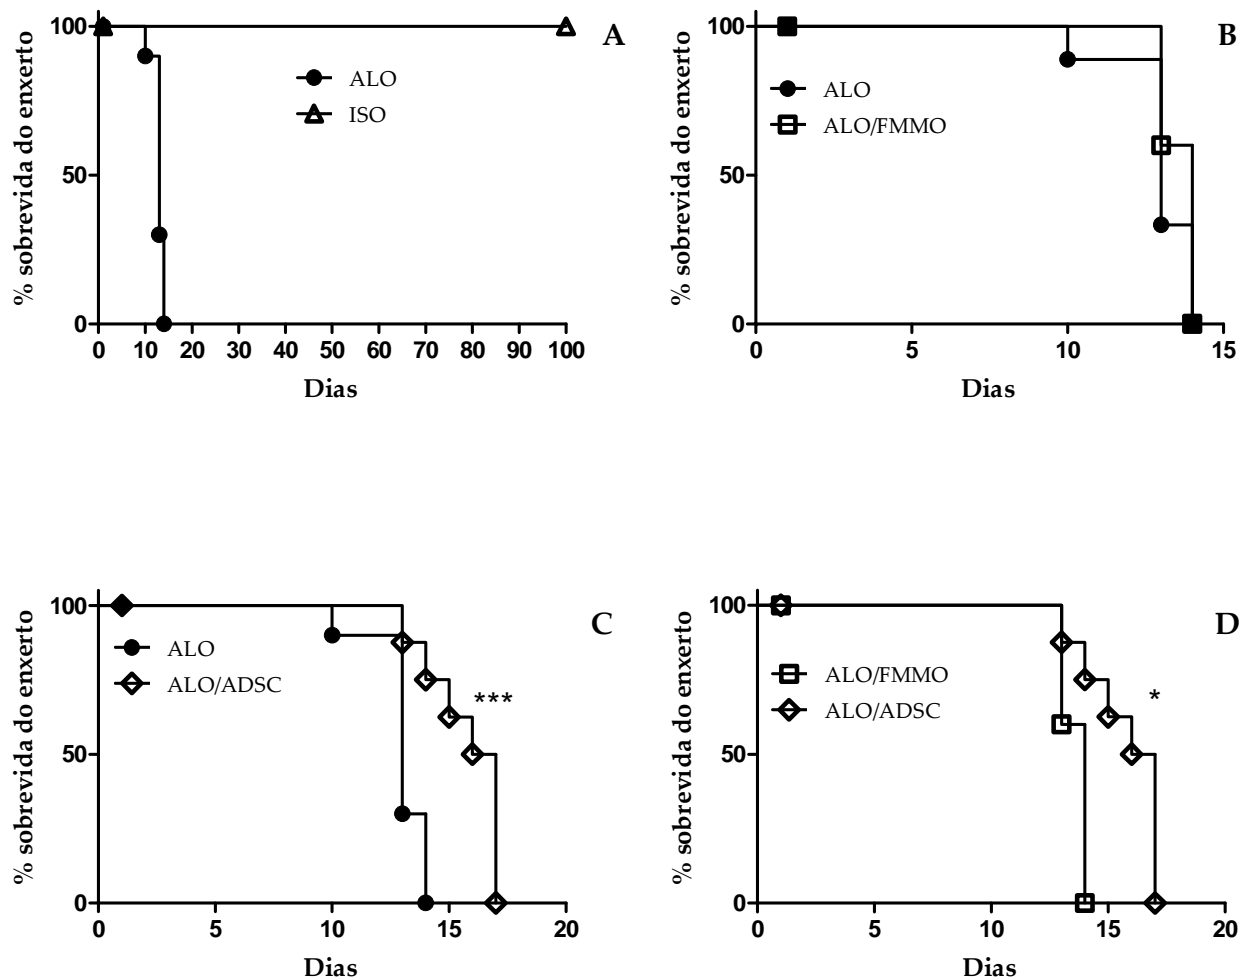 % sobrevida do enxerto
100
50
0
A
ALO
ISO
0 10 20 30 40 50 60 70 80 90 100
Dias
% sobrevida do enxerto
100
50
0
B
ALO
ALO/FMMO
0 5 10 15
Dias
% sobrevida do enxerto
100
50
0
C
ALO
ALO/ADSC
***
0 5 10 15 20
Dias
% sobrevida do enxerto
100
50
0
D
ALO/FMMO
ALO/ADSC
*
0 5 10 15 20
Dias